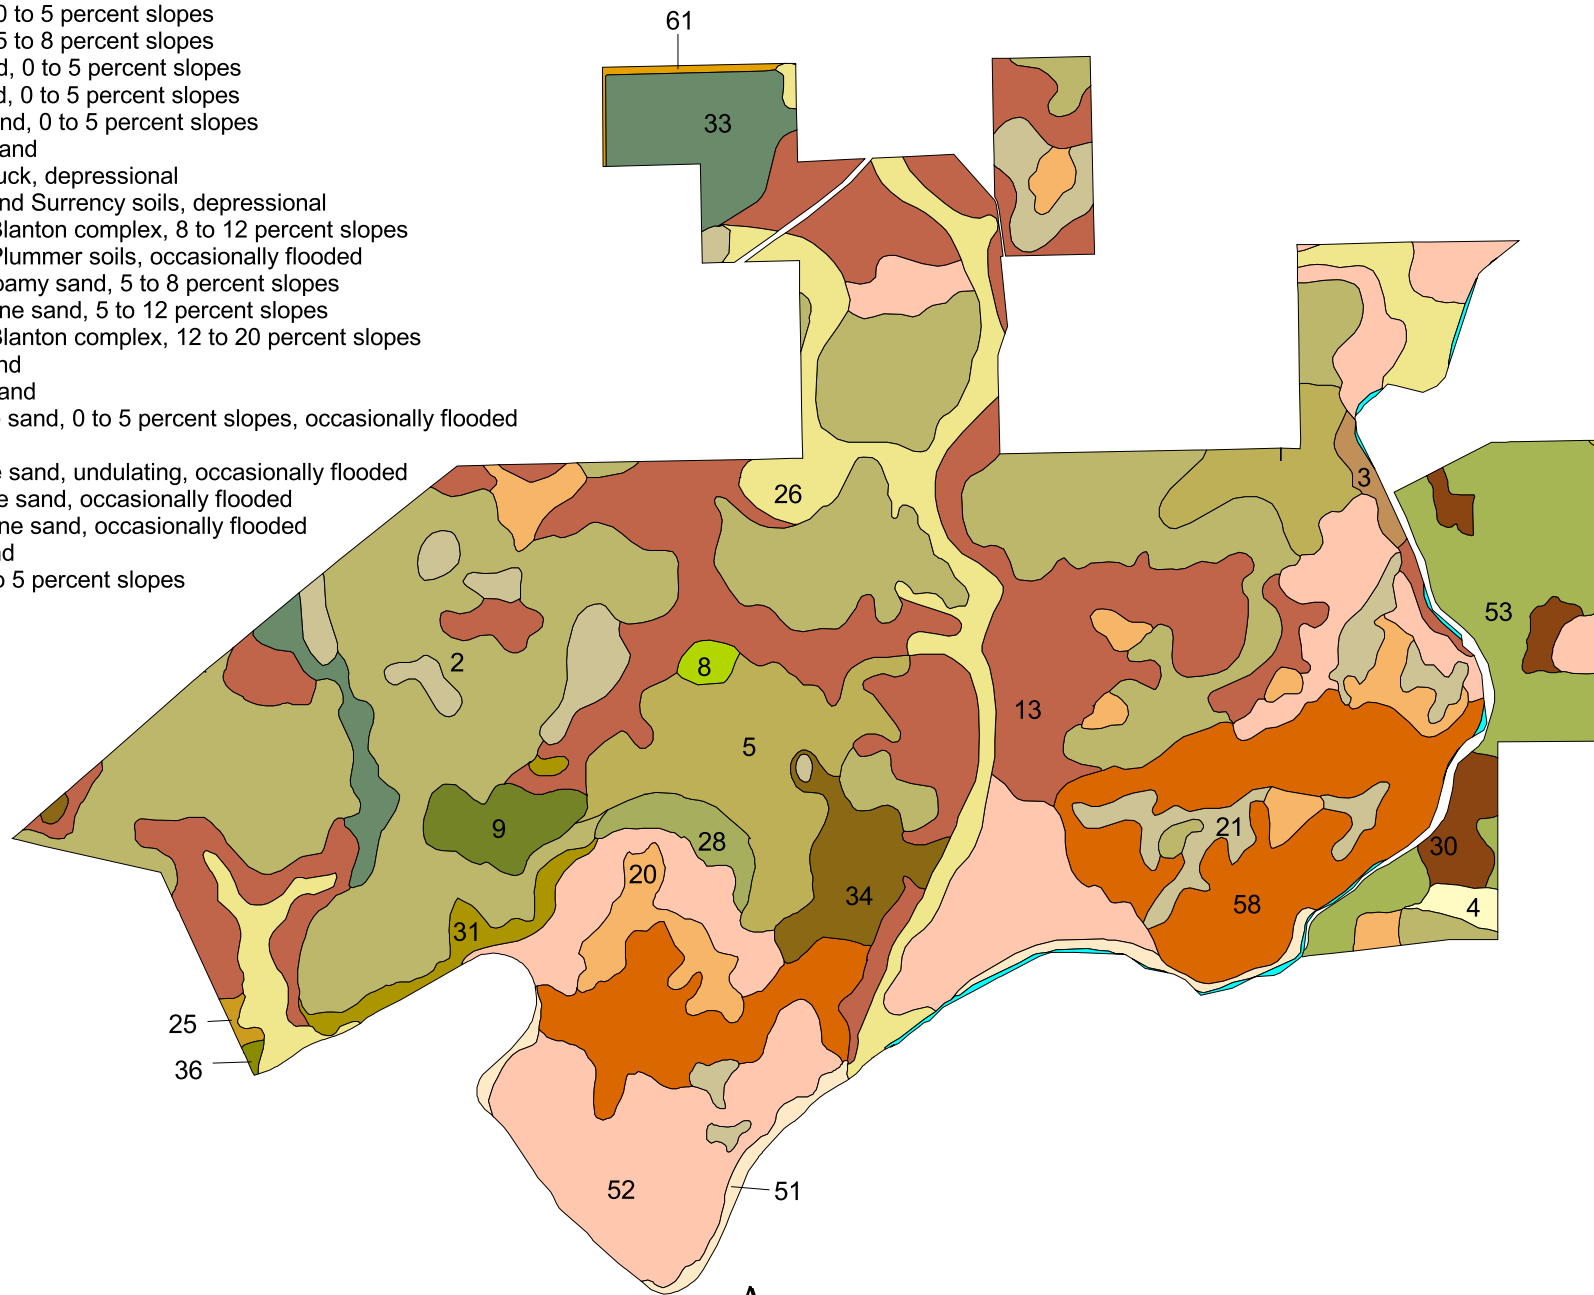 0 to 5 percent slopes
5 to 8 percent slopes
d, 0 to 5 percent slopes
d, 0 to 5 percent slopes
nd, 0 to 5 percent slopes
and
uck, depressional
nd Surrency soils, depressional
Blanton complex, 8 to 12 percent slopes
Plummer soils, occasionally flooded
oamy sand, 5 to 8 percent slopes
ne sand, 5 to 12 percent slopes
Blanton complex, 12 to 20 percent slopes
nd
and
sand, 0 to 5 percent slopes, occasionally flooded
e sand, undulating, occasionally flooded
e sand, occasionally flooded
ne sand, occasionally flooded
nd
o 5 percent slopes
61
33
3
26
53
2
8
13
5
9
28
21
30
20
34
58
4
31
25
36
52
51